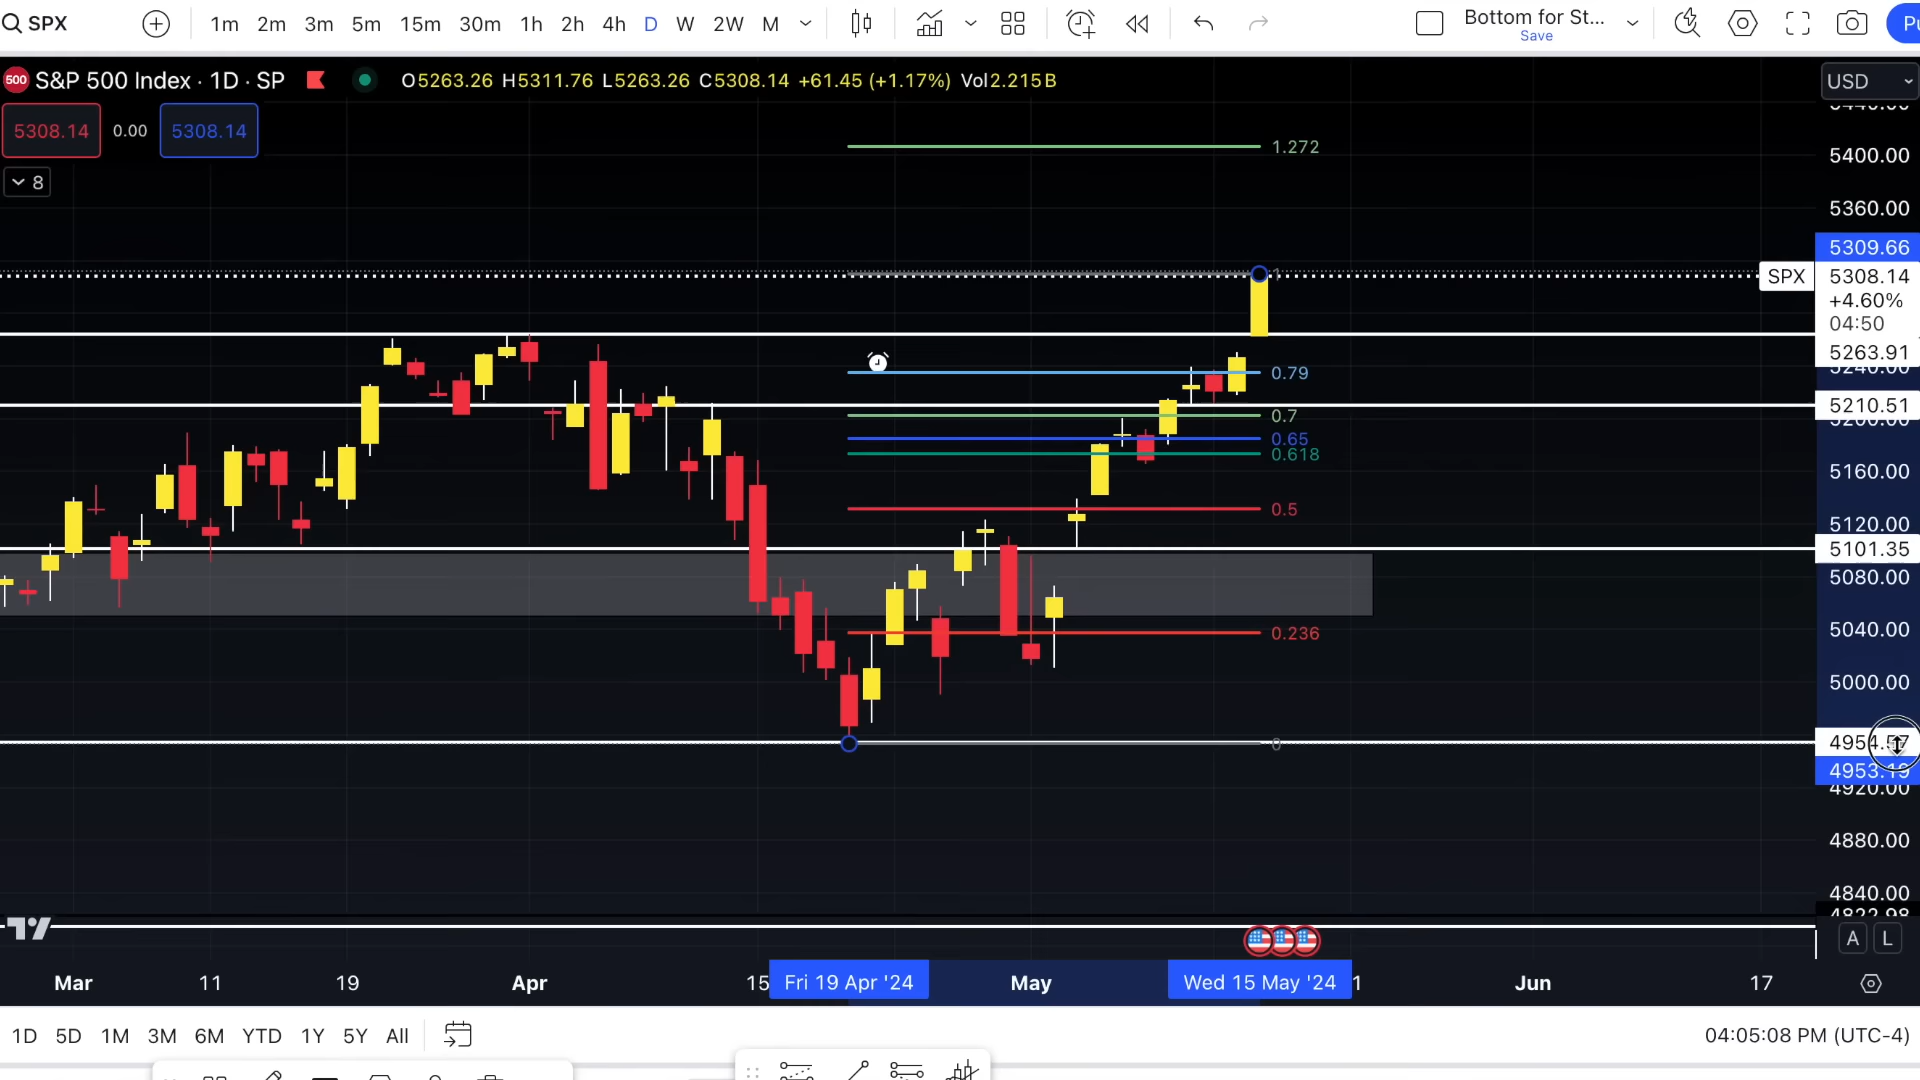 SPX
1m 2m 3m 5m 15m 30m 1h 2h 4h D W 2W M
Bottom for St...
Save
Pu
500 S&P 500 Index · 1D · SP O5263.26 H5311.76 L5263.26 C5308.14 +61.45 (+1.17%) Vol2.215B
USD
5308.14 0.00 5308.14
8
1.272
5400.00
5360.00
5309.66
1
SPX 5308.14
+4.60%
04:50
5263.91
5240.00
0.79
5210.51
0.7
5200.00
0.65
0.618
5160.00
0.5
5120.00
5101.35
5080.00
0.236
5040.00
5000.00
0
4954.57
4953.19
4920.00
4880.00
4840.00
4822.98
A L
Mar 11 19 Apr 15 Fri 19 Apr '24 May Wed 15 May '24 1 Jun 17
1D 5D 1M 3M 6M YTD 1Y 5Y All
04:05:08 PM (UTC-4)